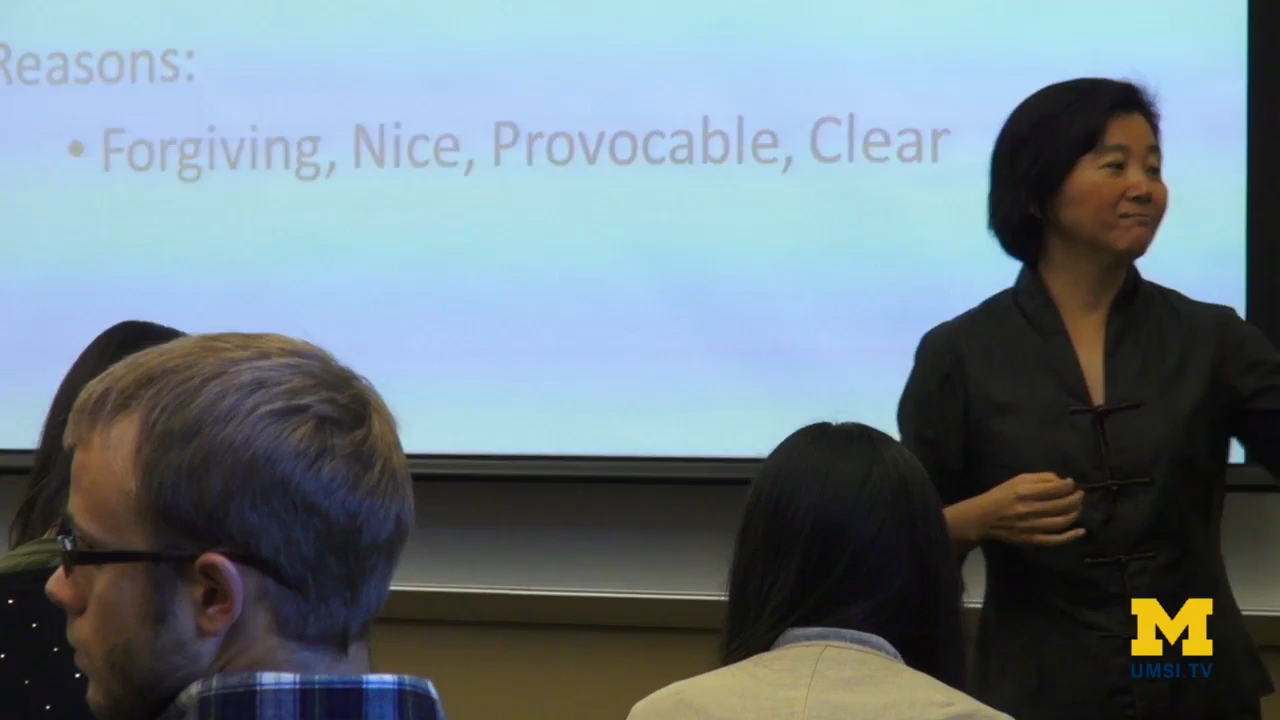 Reasons:
• Forgiving, Nice, Provocable, Clear
M
UMSI.TV